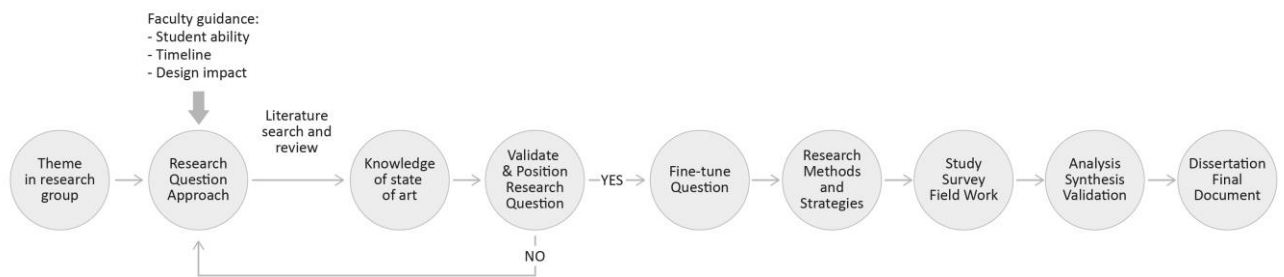 Faculty guidance:
- Student ability
- Timeline
- Design impact
Theme
in research
group
Research
Question
Approach
Literature
search and
review
Knowledge
of state
of art
Validate
& Position
Research
Question
YES
NO
Fine-tune
Question
Research
Methods
and
Strategies
Study
Survey
Field Work
Analysis
Synthesis
Validation
Dissertation
Final
Document